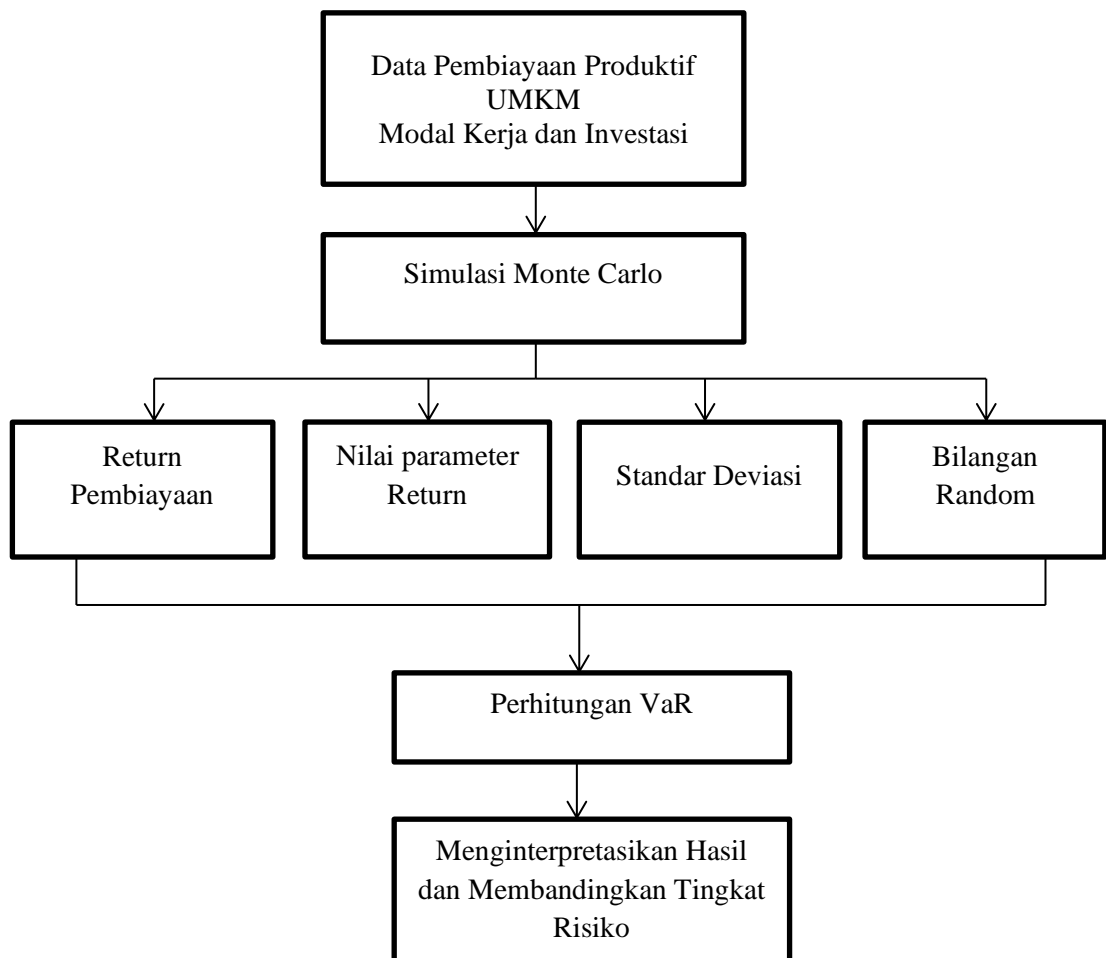 Data Pembiayaan Produktif
UMKM
Modal Kerja dan Investasi
Simulasi Monte Carlo
Return
Pembiayaan
Nilai parameter
Return
Standar Deviasi
Bilangan
Random
Perhitungan VaR
Menginterpretasikan Hasil
dan Membandingkan Tingkat
Risiko